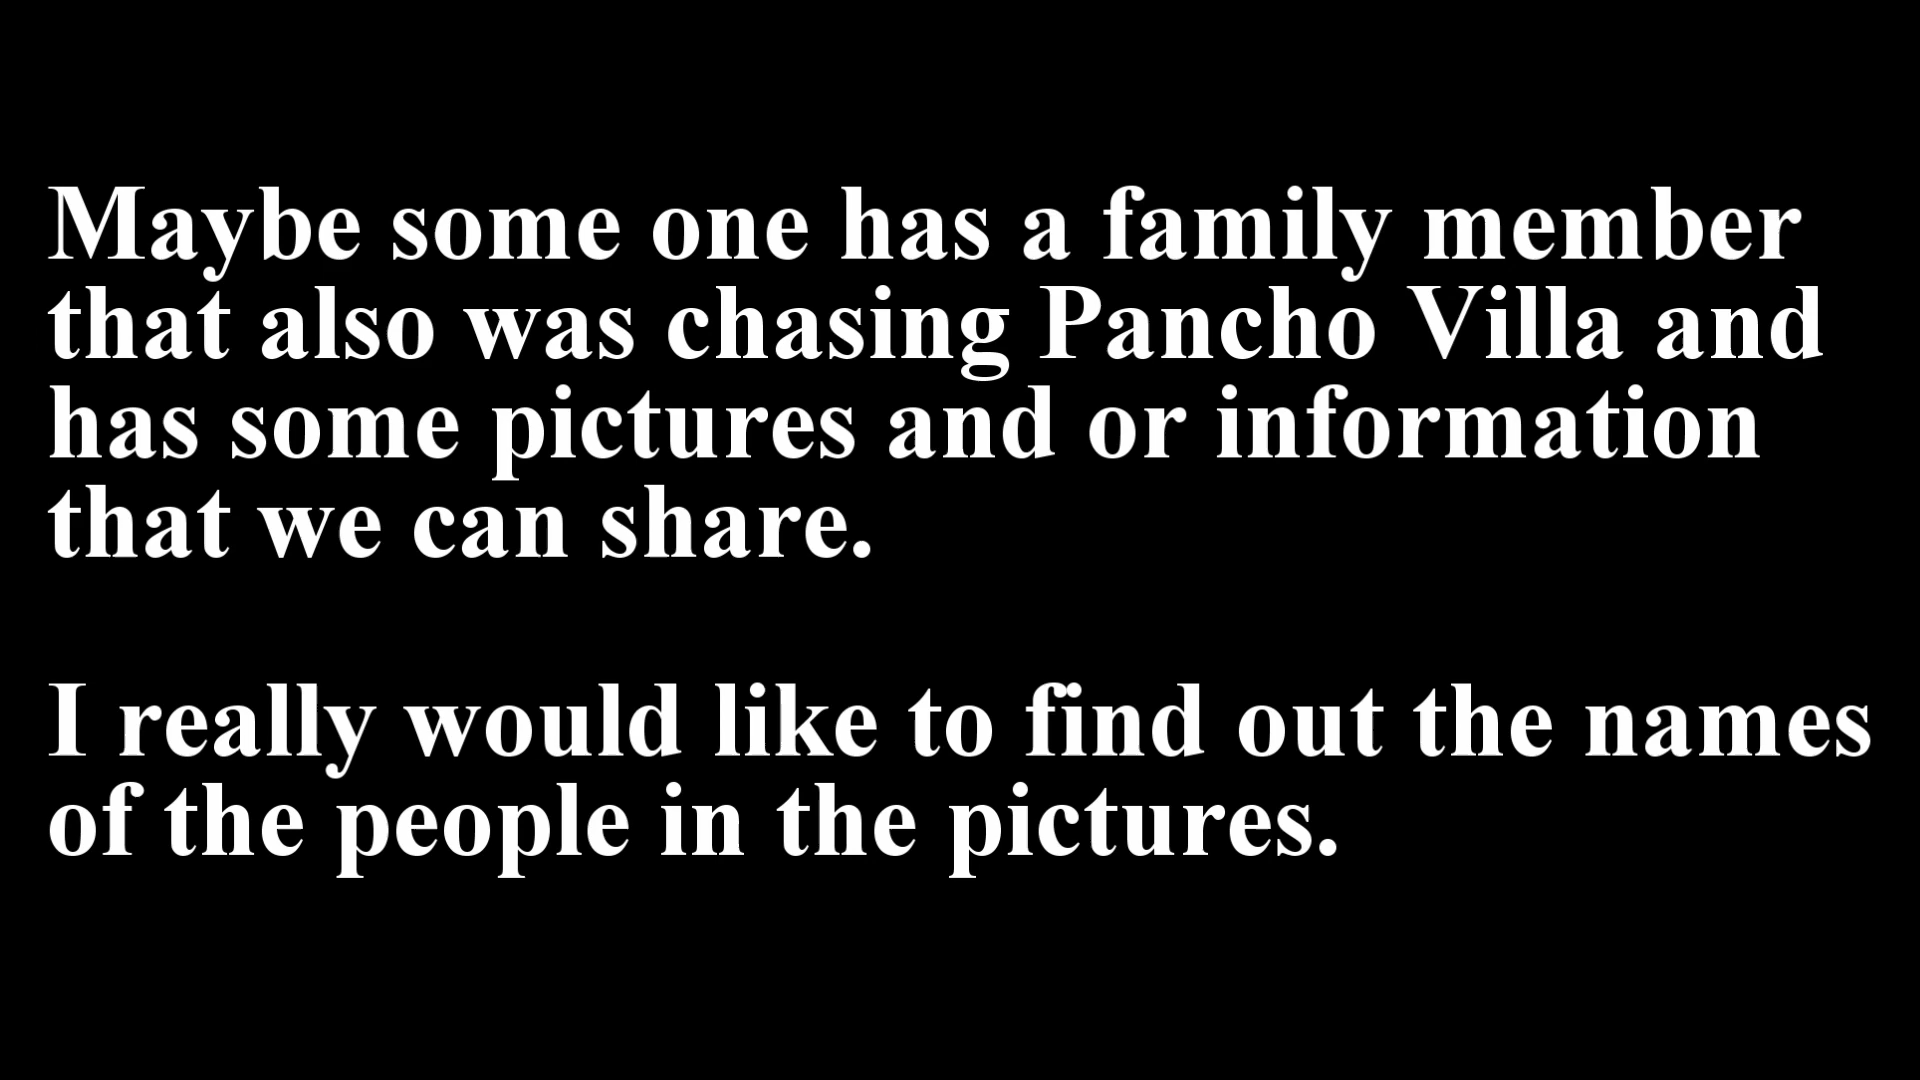 Maybe some one has a family member
that also was chasing Pancho Villa and
has some pictures and or information
that we can share.
I really would like to find out the names
of the people in the pictures.